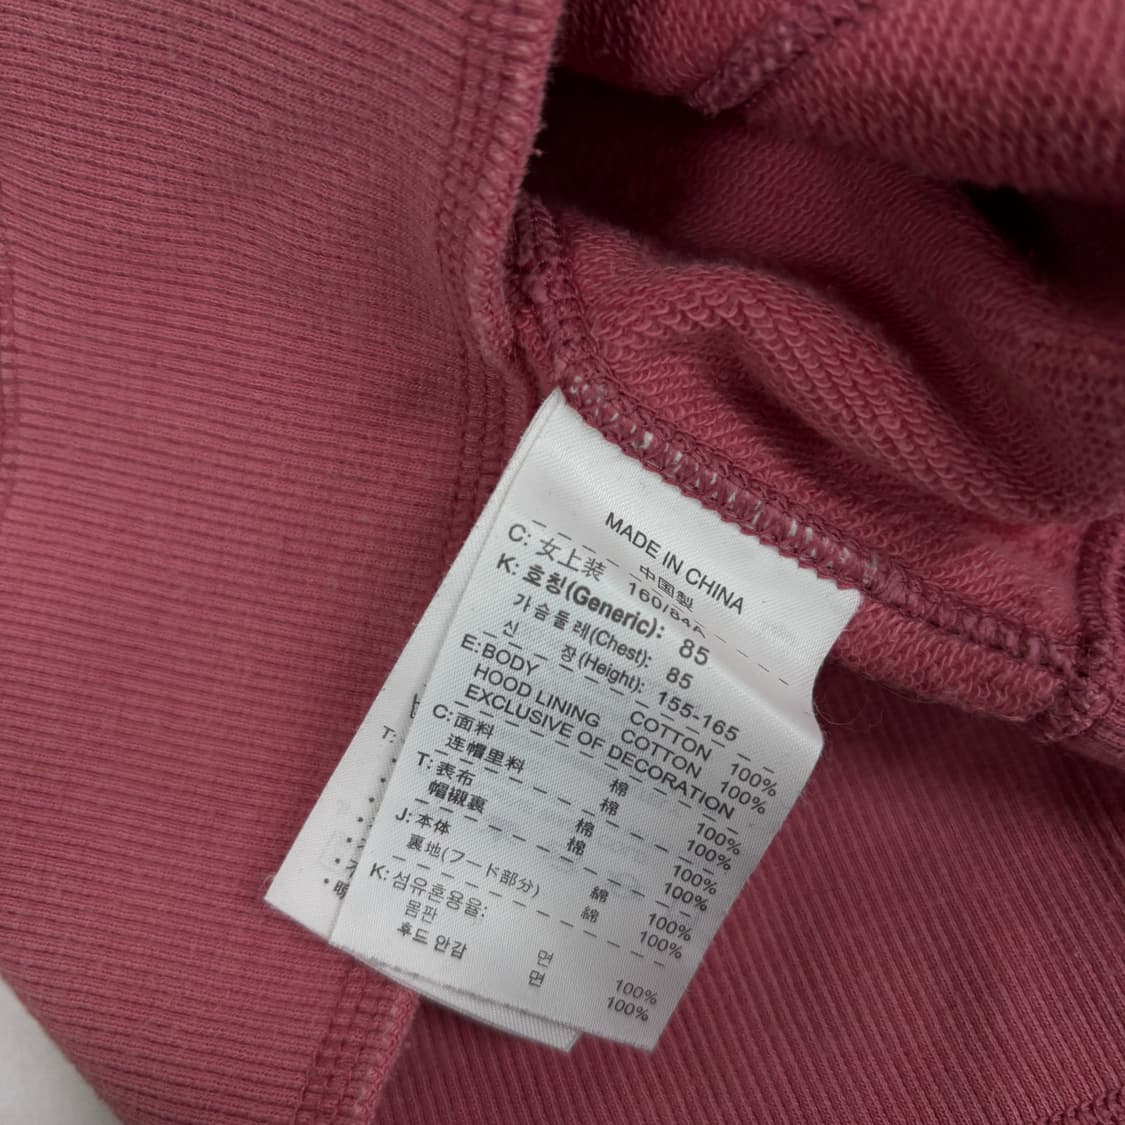 MADE IN CHINA
中国製
C: 女上装 160/84A
K: 호칭(Generic): 85
가슴둘레(Chest): 85
신 장(Height): 155-165
E: BODY COTTON 100%
HOOD LINING COTTON 100%
EXCLUSIVE OF DECORATION
C: 面料 棉 100%
连帽里料 棉 100%
T: 表布 棉 100%
帽襯裏 棉 100%
J: 本体 綿 100%
裏地(フード部分) 綿 100%
K: 섬유혼용율:
몸판 면 100%
후드 안감 면 100%
T: